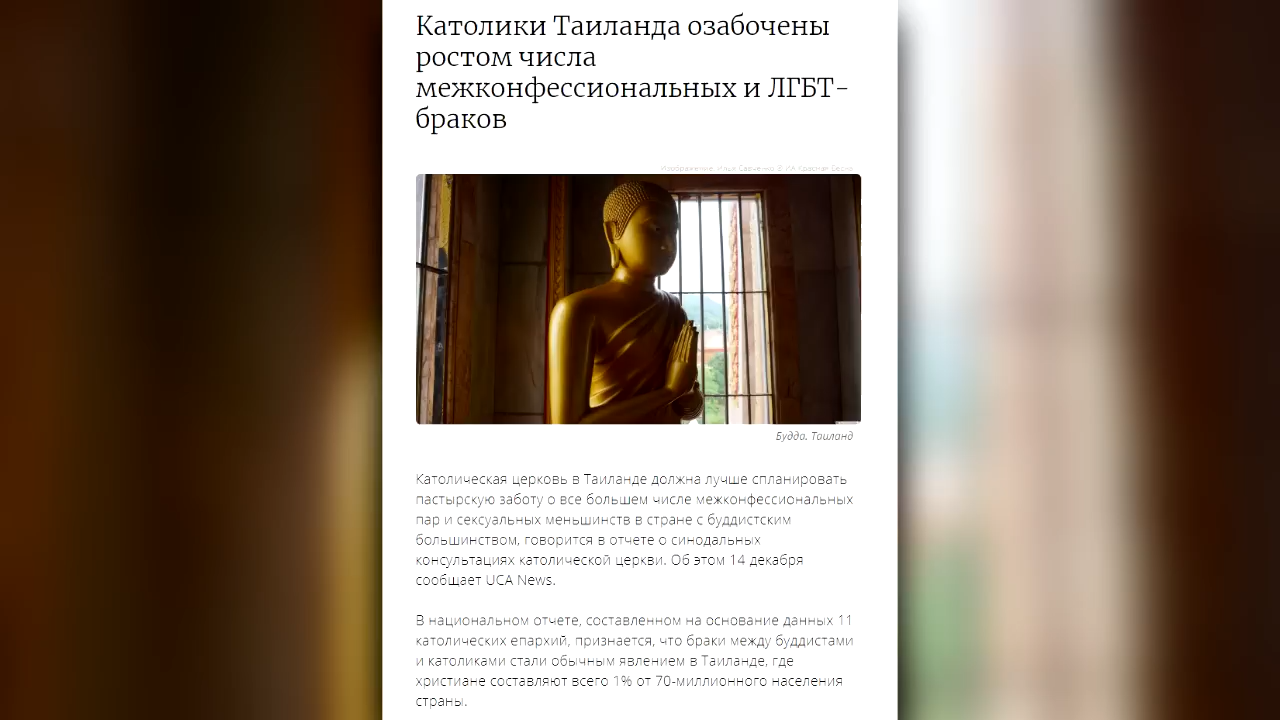 Католики Таиланда озабочены
ростом числа
межконфессиональных и ЛГБТ-
браков
Будда. Таиланд
Католическая церковь в Таиланде должна лучше спланировать
пастырскую заботу о все большем числе межконфессиональных
пар и сексуальных меньшинств в стране с буддистским
большинством, говорится в отчете о синодальных
консультациях католической церкви. Об этом 14 декабря
сообщает UCA News.
В национальном отчете, составленном на основание данных 11
католических епархий, признается, что браки между буддистами
и католиками стали обычным явлением в Таиланде, где
христиане составляют всего 1% от 70-миллионного населения
страны.